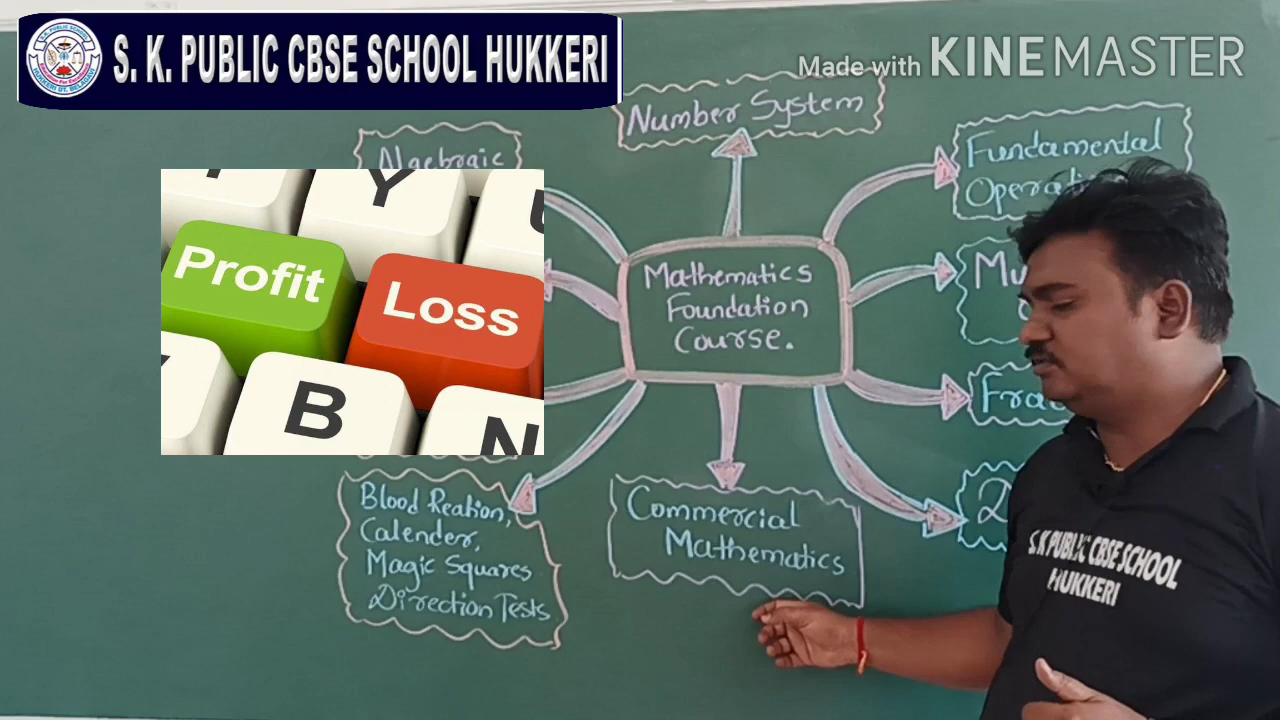 S. K. PUBLIC CBSE SCHOOL HUKKERI
Made with KINEMASTER
Number System
Algebraic
Fundamental
Mathematics
Foundation
Course.
Y
Profit
Loss
B
N
Blood Reation,
Calender,
Magic Squares
Direction Tests
Commercial
Mathematics
S.K PUBLIC CBSE SCHOOL
HUKKERI